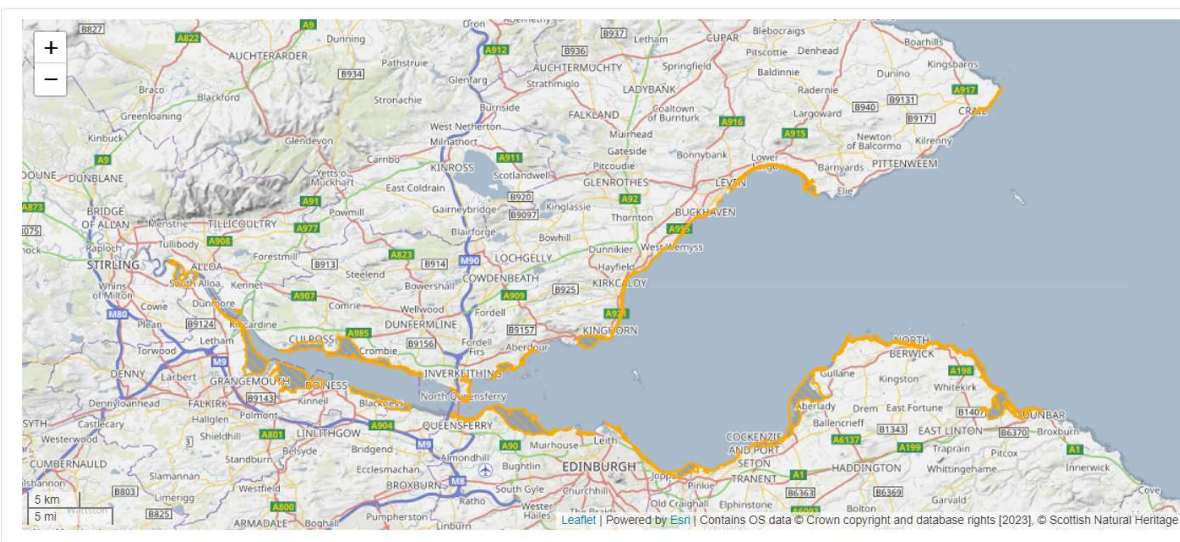 B827
A9
Dron
Abernethy
B937
Letham
CUPAR
Blebocraigs
Boarhills
A822
Dunning
A912
B936
Pitscottie
Denhead
Kingsbarns
AUCHTERARDER
Pathstruie
AUCHTERMUCHTY
Springfield
Baldinnie
Dunino
+
−
B934
Glenfarg
Strathmiglo
LADYBANK
Radernie
B9131
A917
Braco
Blackford
Stronachie
Burnside
Coaltown
of Burnturk
B940
CRAIL
Greenloaning
FALKLAND
Largoward
B9171
West Netherton
A916
A915
Kinbuck
Glendevon
Milnathort
Muirhead
Newton
of Balcormo
Kilrenny
A9
Carnbo
A911
Gateside
Bonnybank
Lower
Barnyards
PITTENWEEM
DUNBLANE
Yetts o'
Muckhart
KINROSS
Scotlandwell
Pitcoudie
GLENROTHES
LEVEN
Elie
East Coldrain
A873
A91
Powmill
B920
A92
BRIDGE
OF ALLAN
Menstrie
TILLICOULTRY
Gairneybridge
B9097
Kinglassie
Thornton
BUCKHAVEN
A977
Blairforge
A955
Tullibody
A908
Bowhill
Raploch
Forestmill
A823
M90
LOCHGELLY
Dunnikier
West Wemyss
STIRLING
ALLOA
B913
B914
Hayfield
Steelend
COWDENBEATH
KIRKCALDY
Whins
of Milton
South Alloa
Kennet
Bowershall
B925
A907
A909
Cowie
Dunmore
Comrie
Wellwood
Fordell
A921
M80
Plean
B9124
Kincardine
DUNFERMLINE
B9157
KINGHORN
Letham
CULROSS
A985
B9156
Torwood
Crombie
Fordell
Firs
Aberdour
NORTH
BERWICK
M9
DENNY
Larbert
GRANGEMOUTH
INVERKEITHING
Gullane
A198
BO'NESS
Kingston
Whitekirk
Dennyloanhead
FALKIRK
B9143
Kinneil
Blackness
North Queensferry
Aberlady
Drem
East Fortune
B1407
DUNBAR
Hallglen
Polmont
A904
QUEENSFERRY
Ballencrieff
Castlecary
A801
LINLITHGOW
B1343
EAST LINTON
B6370
Broxburn
Westerwood
Shieldhill
M9
A90
Muirhouse
Leith
COCKENZIE
AND PORT
SETON
A6137
A199
Traprain
Pitcox
A1
Belsyde
Bridgend
Standburn
Almondhill
CUMBERNAULD
Ecclesmachan
Bughtlin
EDINBURGH
Joppa
A1
HADDINGTON
Whittingehame
Innerwick
Slamannan
BROXBURN
M8
Pinkie
TRANENT
5 km
B803
Westfield
South Gyle
Churchhill
B6363
B6369
Cove
Limerigg
A800
Ratho
Old Craighall
Elphinstone
Garvald
5 mi
B825
Pumpherston
Wester
Hailes
Bolton
ARMADALE
Boghall
Uphall
Leaflet | Powered by Esri | Contains OS data © Crown copyright and database rights [2023], © Scottish Natural Heritage